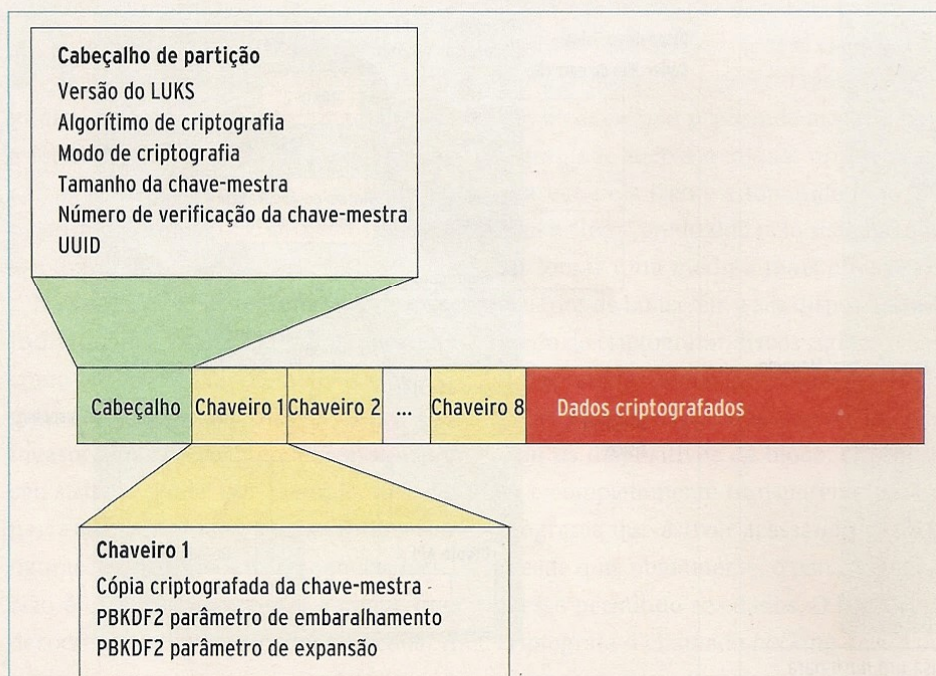 Cabeçalho de partição
Versão do LUKS
Algorítimo de criptografia
Modo de criptografia
Tamanho da chave-mestra
Número de verificação da chave-mestra
UUID
Cabeçalho
Chaveiro 1
Chaveiro 2
...
Chaveiro 8
Dados criptografados
Chaveiro 1
Cópia criptografada da chave-mestra
PBKDF2 parâmetro de embaralhamento
PBKDF2 parâmetro de expansão